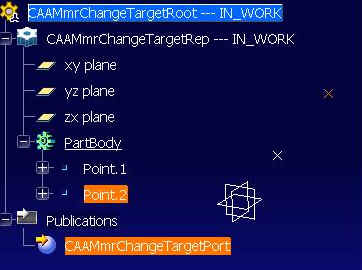 CAAMmrChangeTargetRoot --- IN_WORK
CAAMmrChangeTargetRep --- IN_WORK
xy plane
yz plane
zx plane
PartBody
Point.1
Point.2
Publications
CAAMmrChangeTargetPort